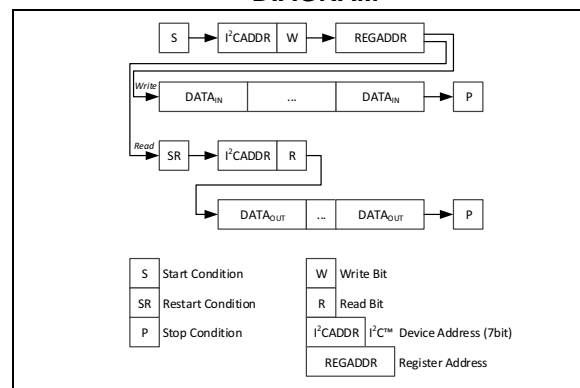 DIAGRAM
S I²CADDR W REGADDR
Write
DATAIN ... DATAIN P
Read
SR I²CADDR R
DATAOUT ... DATAOUT P
S Start Condition W Write Bit
SR Restart Condition R Read Bit
P Stop Condition I²CADDR I²C™ Device Address (7bit)
REGADDR Register Address